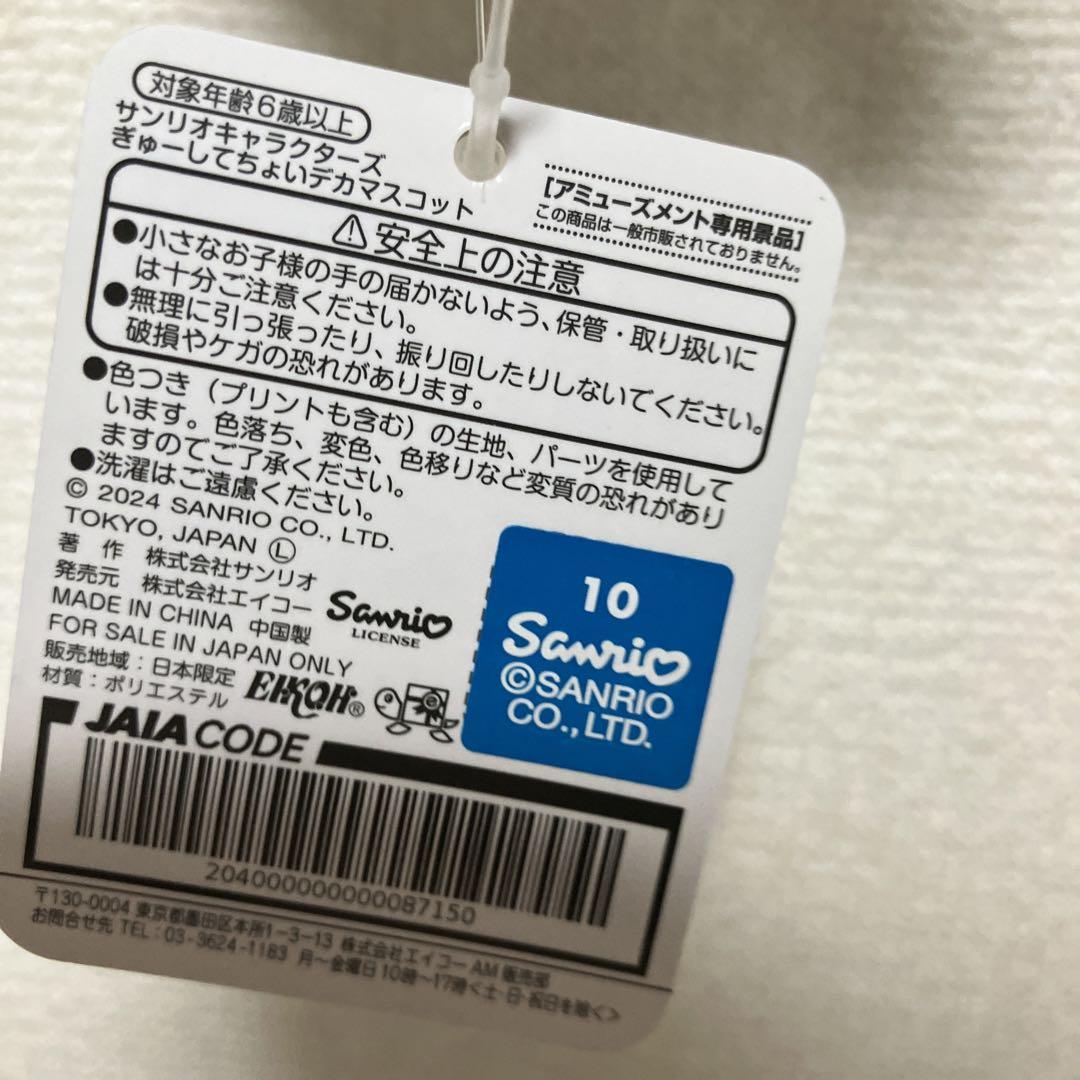 対象年齢6歳以上
サンリオキャラクターズ
ぎゅーしてちょいデカマスコット
[アミューズメント専用景品]
この商品は一般市販されておりません。
⚠安全上の注意
●小さなお子様の手の届かないよう、保管・取り扱いに
は十分ご注意ください。
●無理に引っ張ったり、振り回したりしないでください。
破損やケガの恐れがあります。
●色つき（プリントも含む）の生地、パーツを使用して
います。色落ち、変色、色移りなど変質の恐れがあり
ますのでご了承ください。
●洗濯はご遠慮ください。
© 2024 SANRIO CO., LTD.
TOKYO, JAPAN Ⓛ
著 作 株式会社サンリオ
発売元 株式会社エイコー
MADE IN CHINA 中国製
FOR SALE IN JAPAN ONLY
販売地域：日本限定
材質：ポリエステル
Sanrio
LICENSE
EIKOH®
10
Sanrio
©SANRIO
CO., LTD.
JAIA CODE
2040000000000087150
〒130-0004 東京都墨田区本所1-3-13 株式会社エイコー AM販売部
お問合せ先 TEL：03-3624-1183 月～金曜日10時～17時<土・日・祝日を除く>